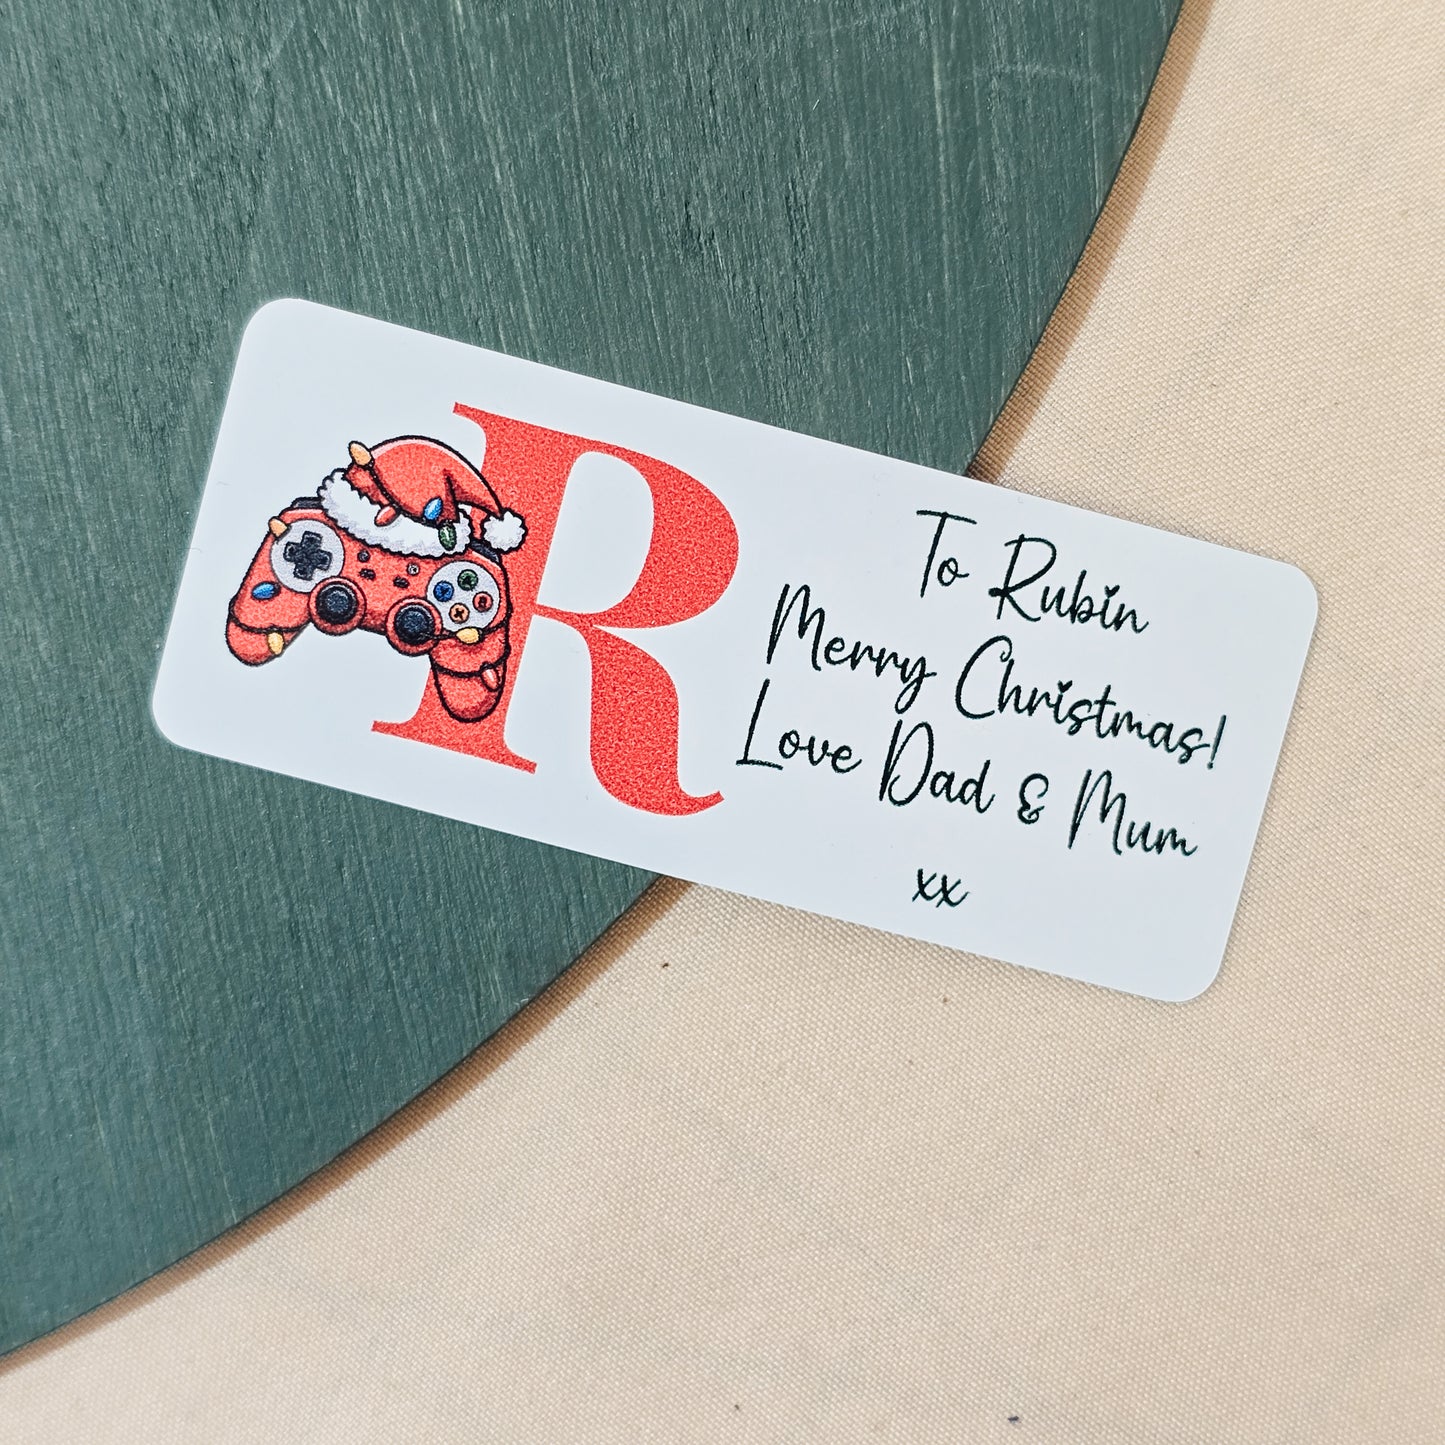 R
To Rubin
Merry Christmas!
Love Dad & Mum
xx